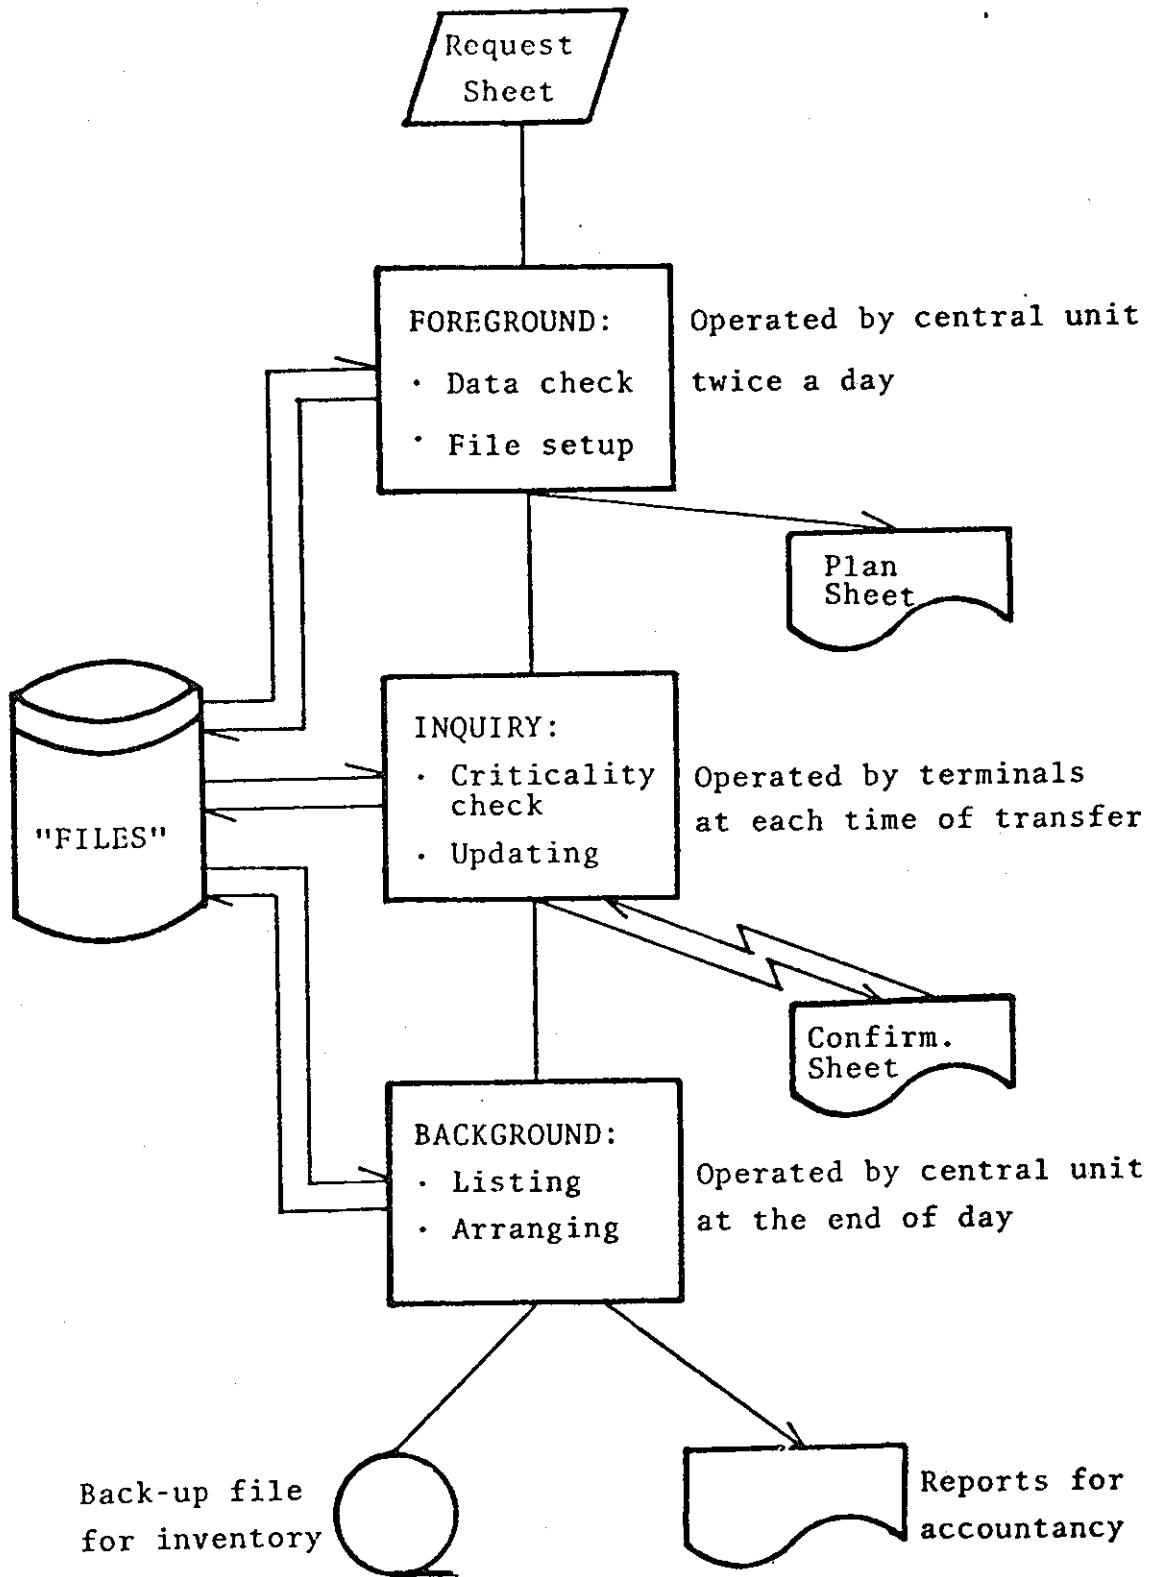 Request
Sheet
FOREGROUND:
· Data check
· File setup
Operated by central unit
twice a day
Plan
Sheet
"FILES"
INQUIRY:
· Criticality
check
· Updating
Operated by terminals
at each time of transfer
Confirm.
Sheet
BACKGROUND:
· Listing
· Arranging
Operated by central unit
at the end of day
Back-up file
for inventory
Reports for
accountancy